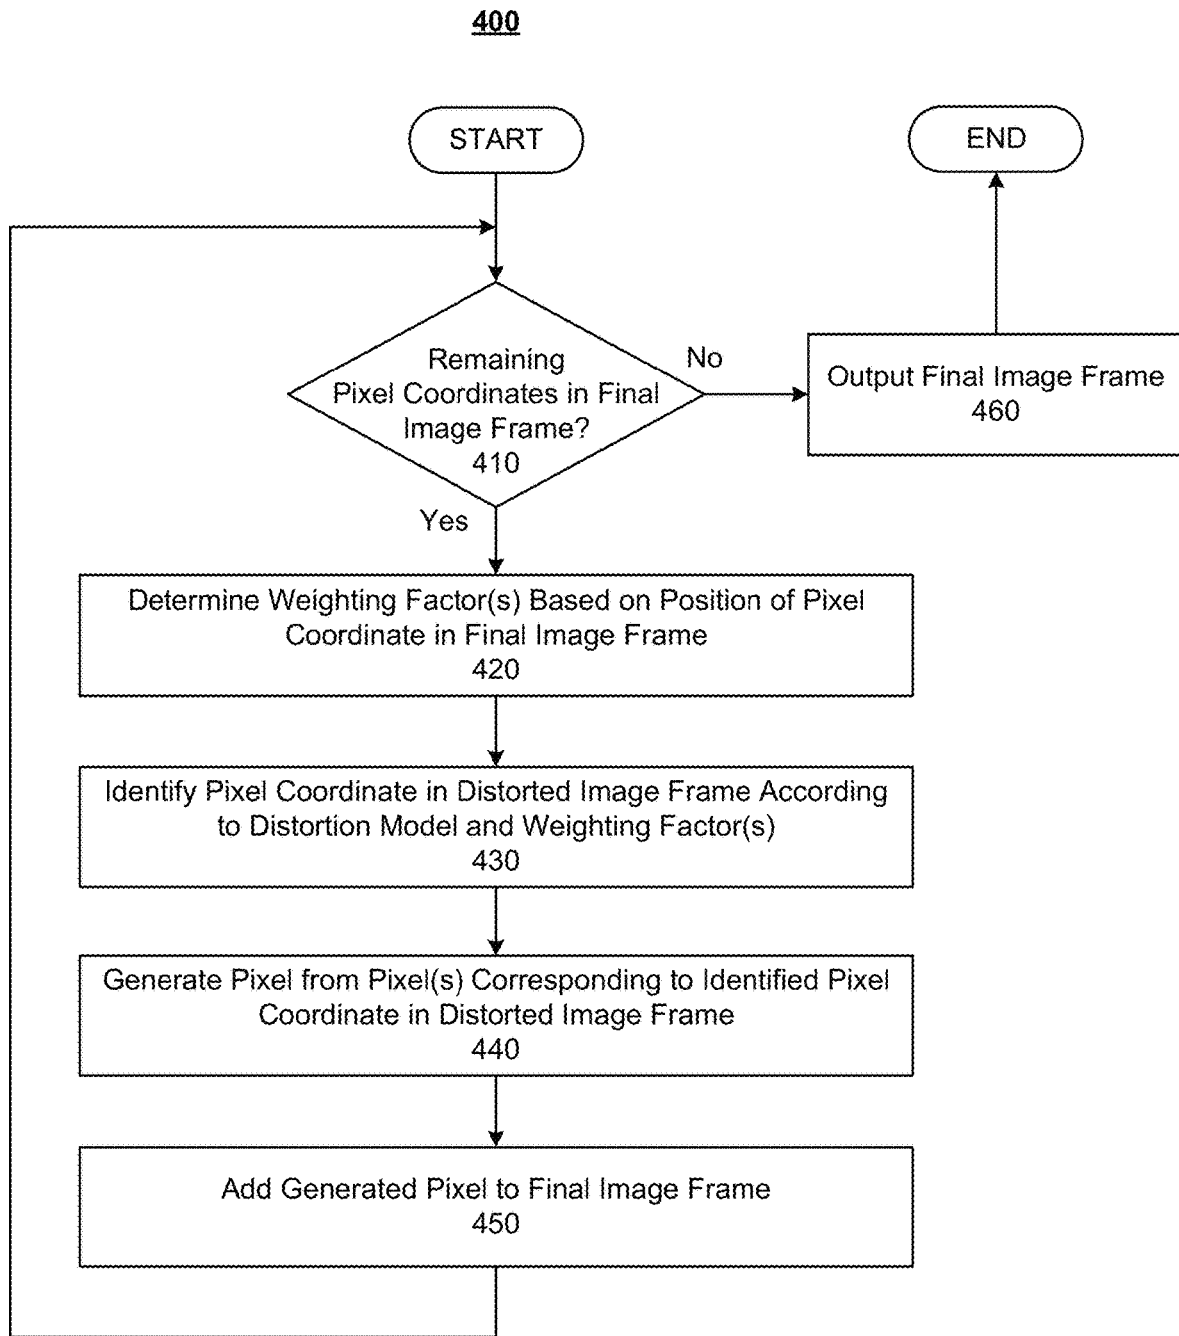 400
START
END
Remaining
Pixel Coordinates in Final
Image Frame?
410
No
Output Final Image Frame
460
Yes
Determine Weighting Factor(s) Based on Position of Pixel
Coordinate in Final Image Frame
420
Identify Pixel Coordinate in Distorted Image Frame According
to Distortion Model and Weighting Factor(s)
430
Generate Pixel from Pixel(s) Corresponding to Identified Pixel
Coordinate in Distorted Image Frame
440
Add Generated Pixel to Final Image Frame
450